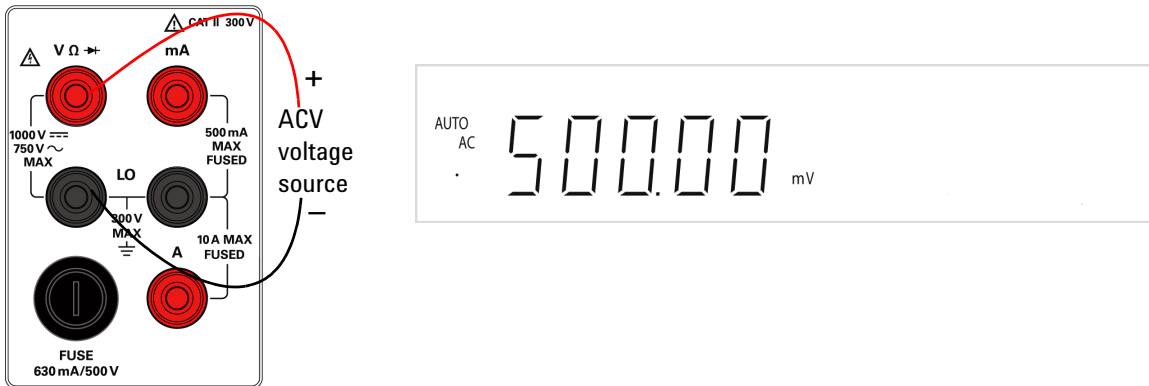 CAT II 300 V
V Ω
mA
1000 V
750 V
MAX
500 mA
MAX
FUSED
LO
300 V
MAX
10 A MAX
FUSED
A
FUSE
630 mA/500 V
+
ACV
voltage
source
−
AUTO
AC
500.00 mV